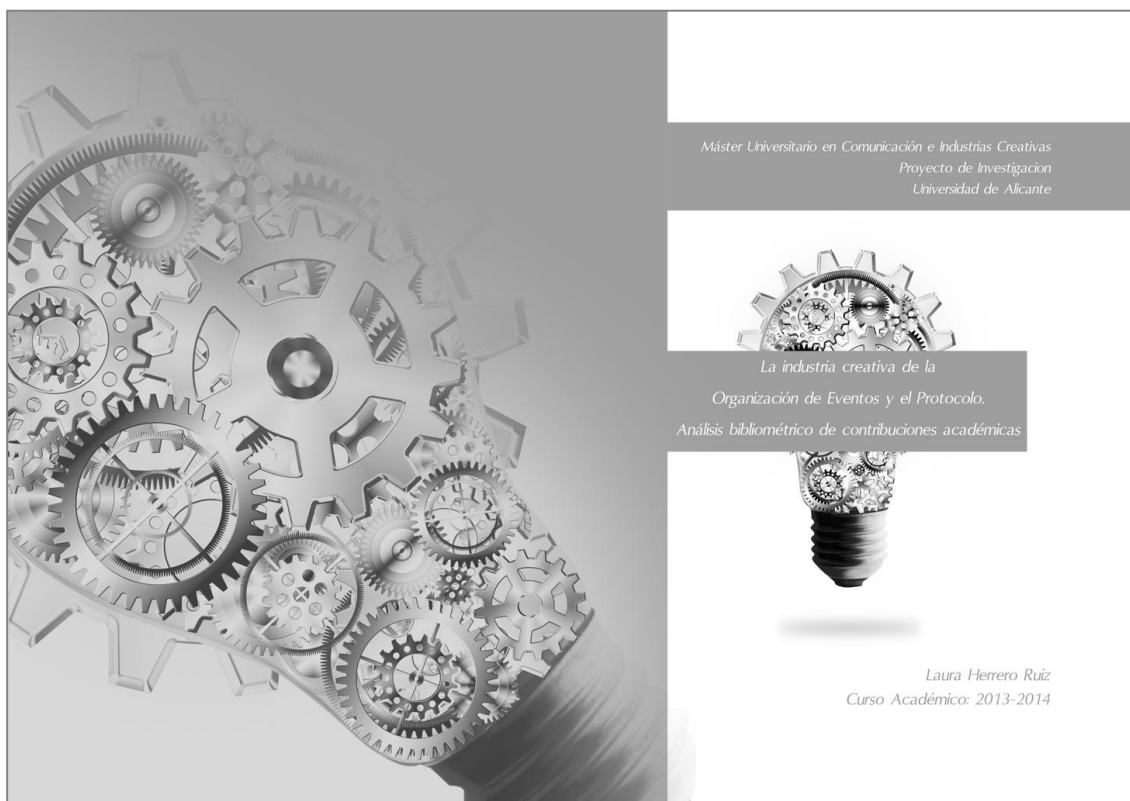 Máster Universitario en Comunicación e Industrias Creativas
Proyecto de Investigacion
Universidad de Alicante
La industria creativa de la
Organización de Eventos y el Protocolo.
Análisis bibliométrico de contribuciones académicas
Laura Herrero Ruiz
Curso Académico: 2013-2014